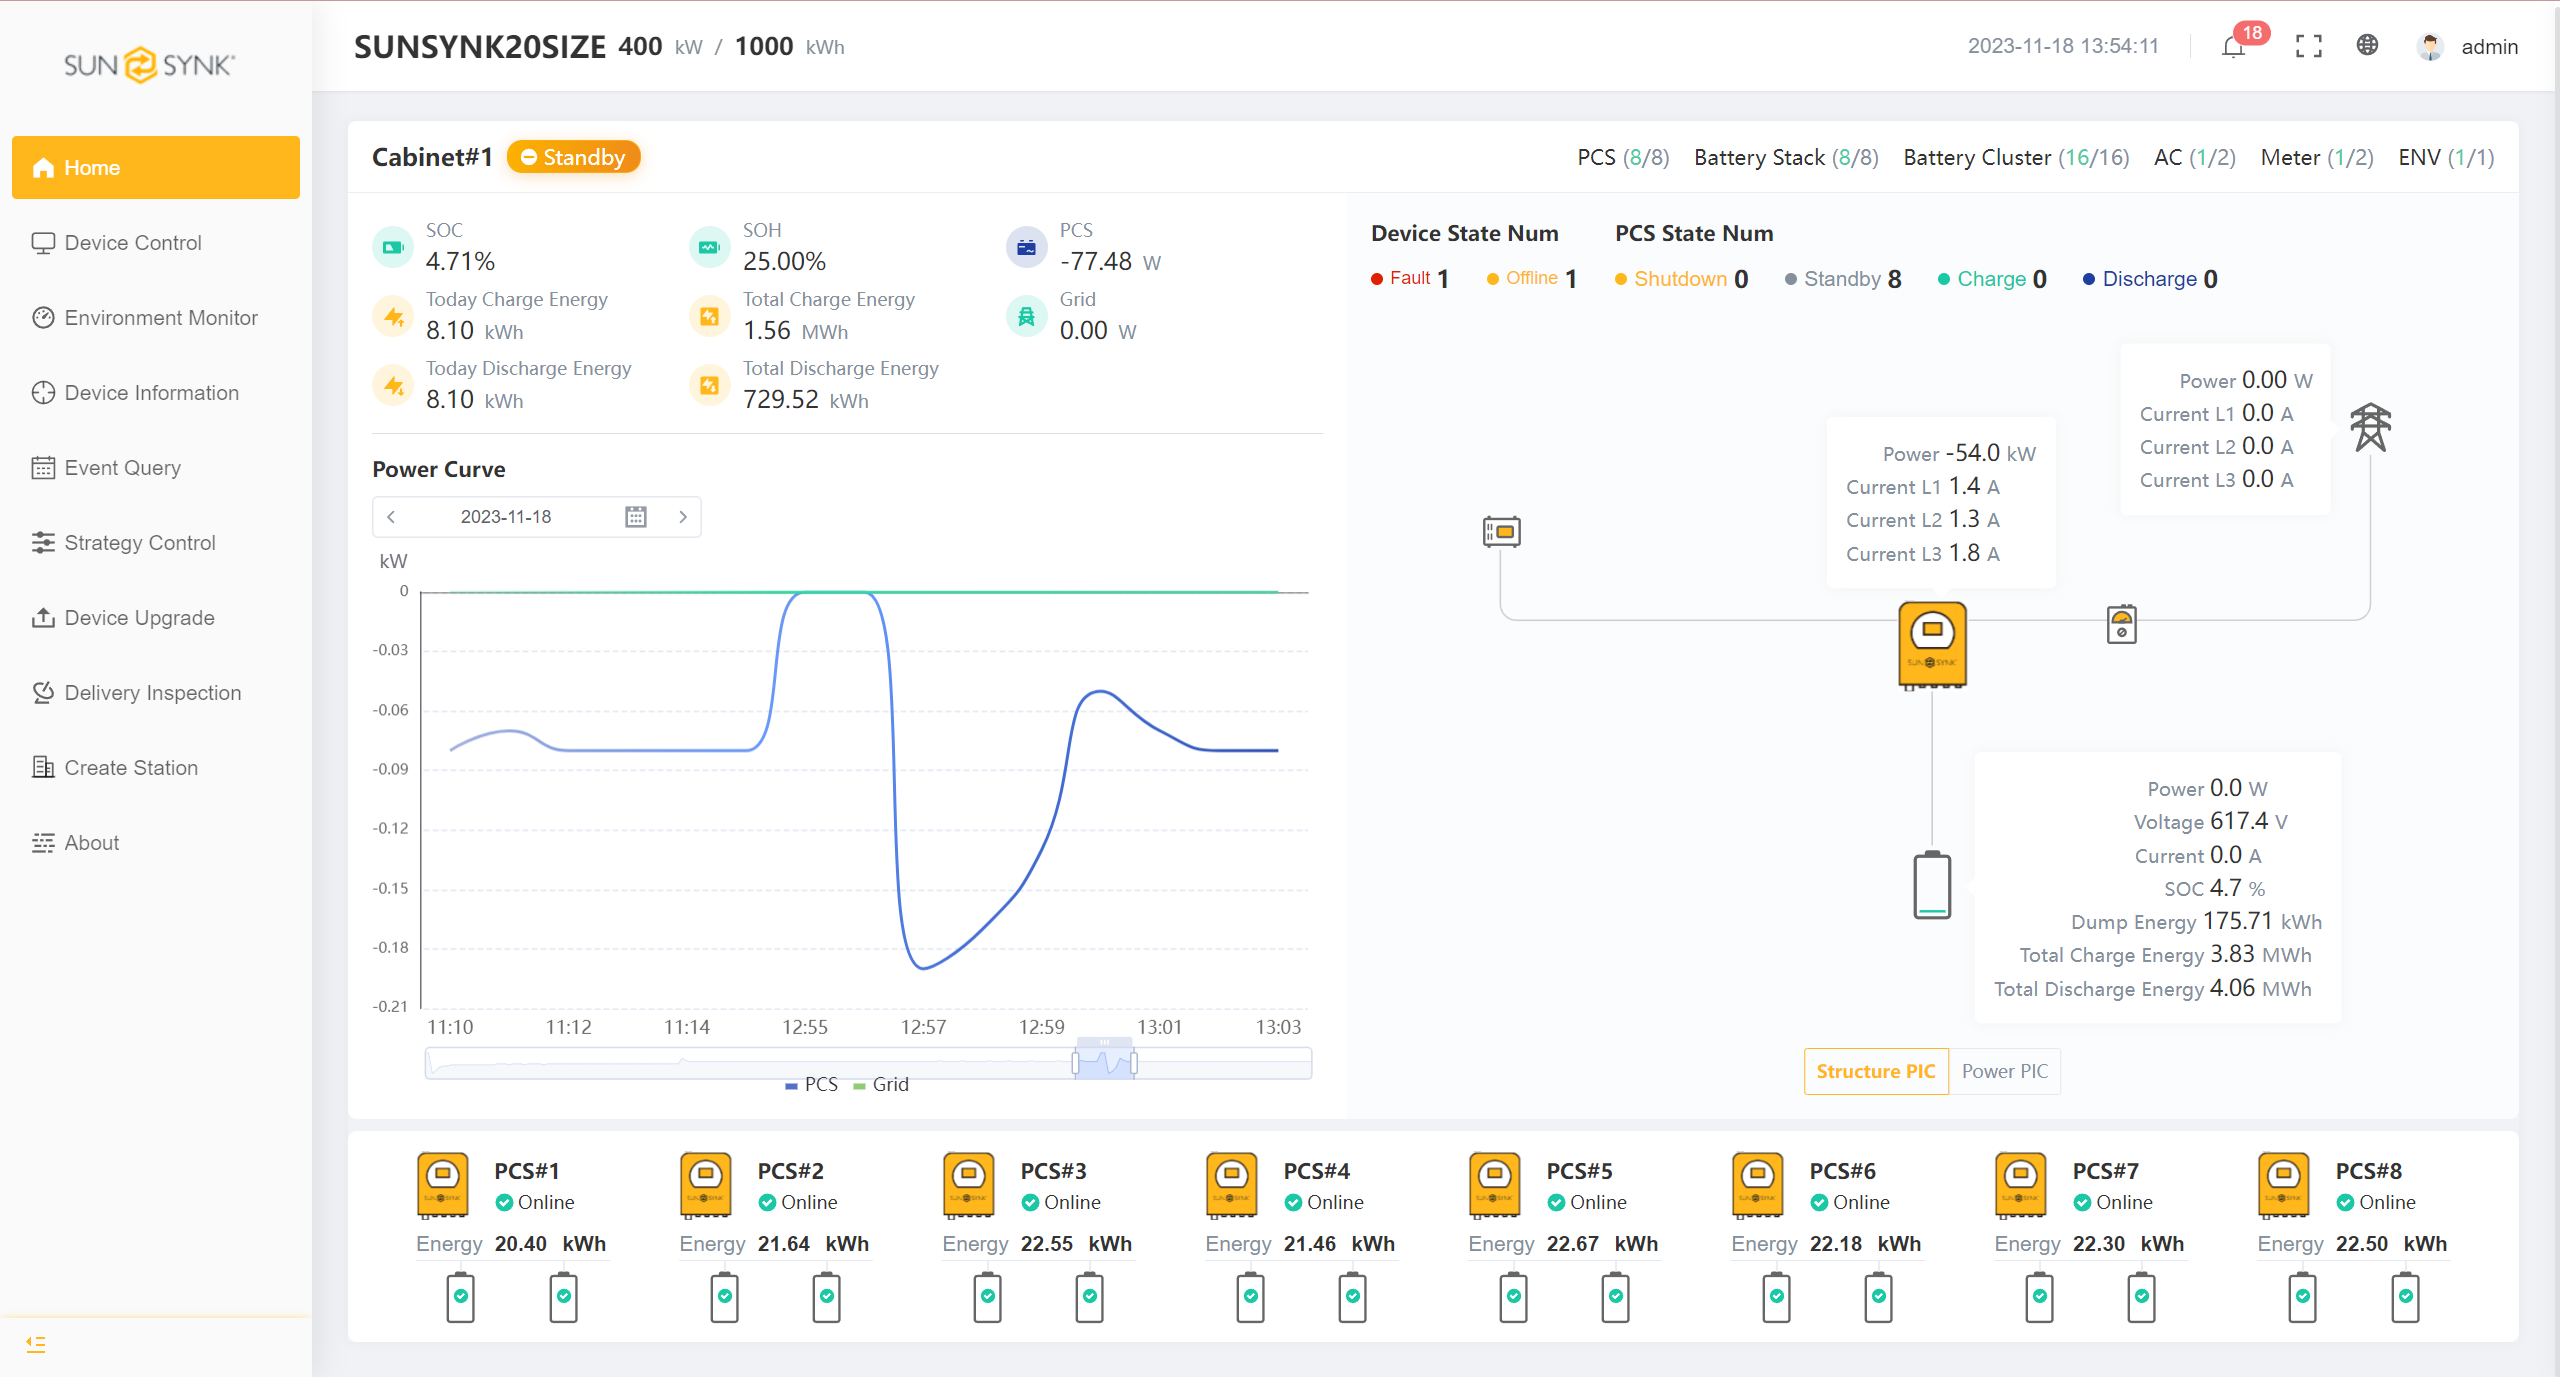 SUN SYNK
SUNSYNK20SIZE 400 kW / 1000 kWh
2023-11-18 13:54:11
18
admin
Home
Device Control
Environment Monitor
Device Information
Event Query
Strategy Control
Device Upgrade
Delivery Inspection
Create Station
About
Cabinet#1 Standby
PCS (8/8) Battery Stack (8/8) Battery Cluster (16/16) AC (1/2) Meter (1/2) ENV (1/1)
SOC
4.71%
SOH
25.00%
PCS
-77.48 W
Today Charge Energy
8.10 kWh
Total Charge Energy
1.56 MWh
Grid
0.00 W
Today Discharge Energy
8.10 kWh
Total Discharge Energy
729.52 kWh
Power Curve
2023-11-18
kW
0
-0.03
-0.06
-0.09
-0.12
-0.15
-0.18
-0.21
11:10 11:12 11:14 12:55 12:57 12:59 13:01 13:03
PCS Grid
Device State Num
Fault 1 Offline 1
PCS State Num
Shutdown 0 Standby 8 Charge 0 Discharge 0
Power 0.00 W
Current L1 0.0 A
Current L2 0.0 A
Current L3 0.0 A
Power -54.0 kW
Current L1 1.4 A
Current L2 1.3 A
Current L3 1.8 A
SUN SYNK
Power 0.0 W
Voltage 617.4 V
Current 0.0 A
SOC 4.7 %
Dump Energy 175.71 kWh
Total Charge Energy 3.83 MWh
Total Discharge Energy 4.06 MWh
Structure PIC Power PIC
PCS#1
Online
Energy 20.40 kWh
PCS#2
Online
Energy 21.64 kWh
PCS#3
Online
Energy 22.55 kWh
PCS#4
Online
Energy 21.46 kWh
PCS#5
Online
Energy 22.67 kWh
PCS#6
Online
Energy 22.18 kWh
PCS#7
Online
Energy 22.30 kWh
PCS#8
Online
Energy 22.50 kWh